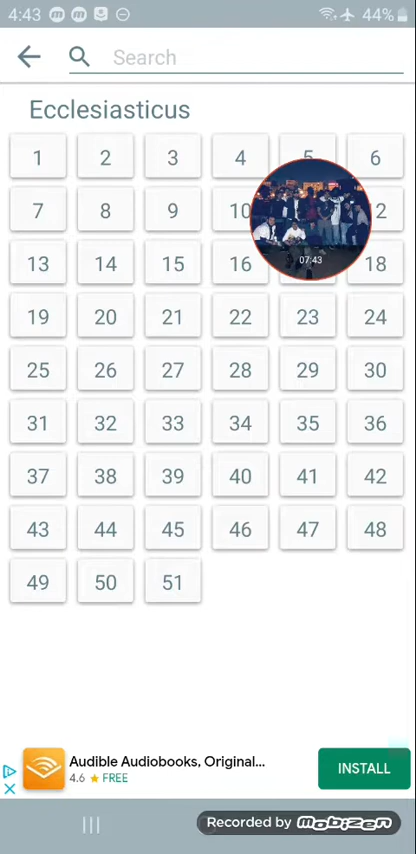 4:43 44%
Search
Ecclesiasticus
1 2 3 4 5 6
7 8 9 10 12
13 14 15 16 18
19 20 21 22 23 24
25 26 27 28 29 30
31 32 33 34 35 36
37 38 39 40 41 42
43 44 45 46 47 48
49 50 51
07:43
Audible Audiobooks, Original...
4.6 ★ FREE
INSTALL
Recorded by mobizen